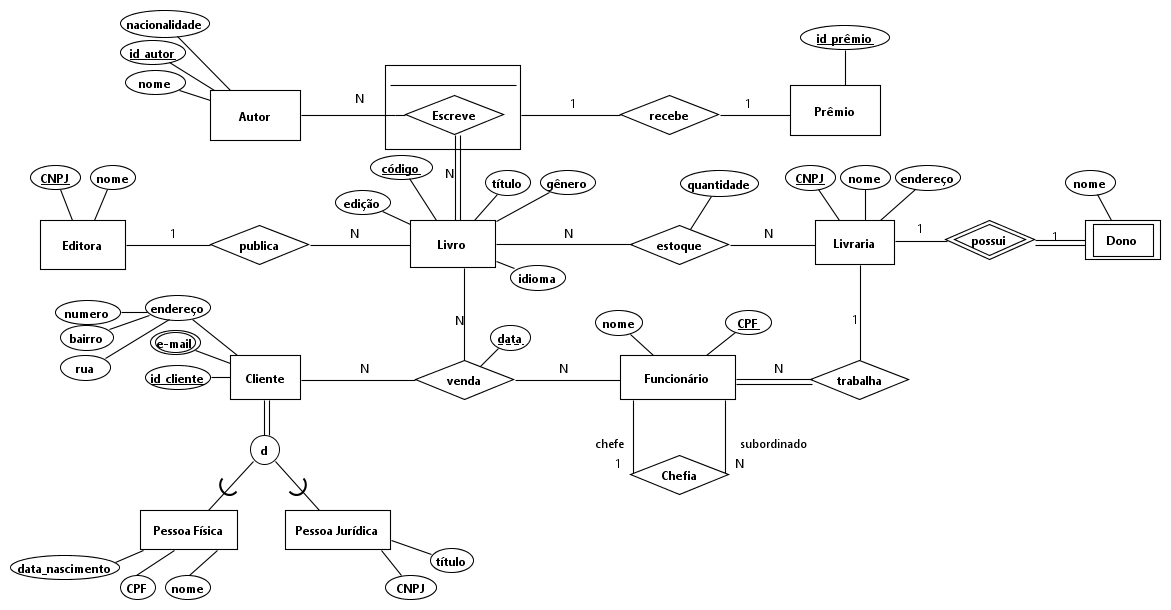 nacionalidade
id_autor
nome
Autor
N
Escreve
1
recebe
1
id_prêmio
Prêmio
CNPJ
nome
Editora
1
publica
N
código
N
título
gênero
edição
Livro
idioma
N
quantidade
estoque
N
CNPJ
nome
endereço
Livraria
1
possui
1
nome
Dono
numero
endereço
bairro
e-mail
rua
id_cliente
Cliente
N
N
data
venda
N
nome
CPF
Funcionário
N
1
trabalha
chefe
subordinado
1
N
Chefia
d
Pessoa Física
Pessoa Jurídica
data_nascimento
CPF
nome
título
CNPJ